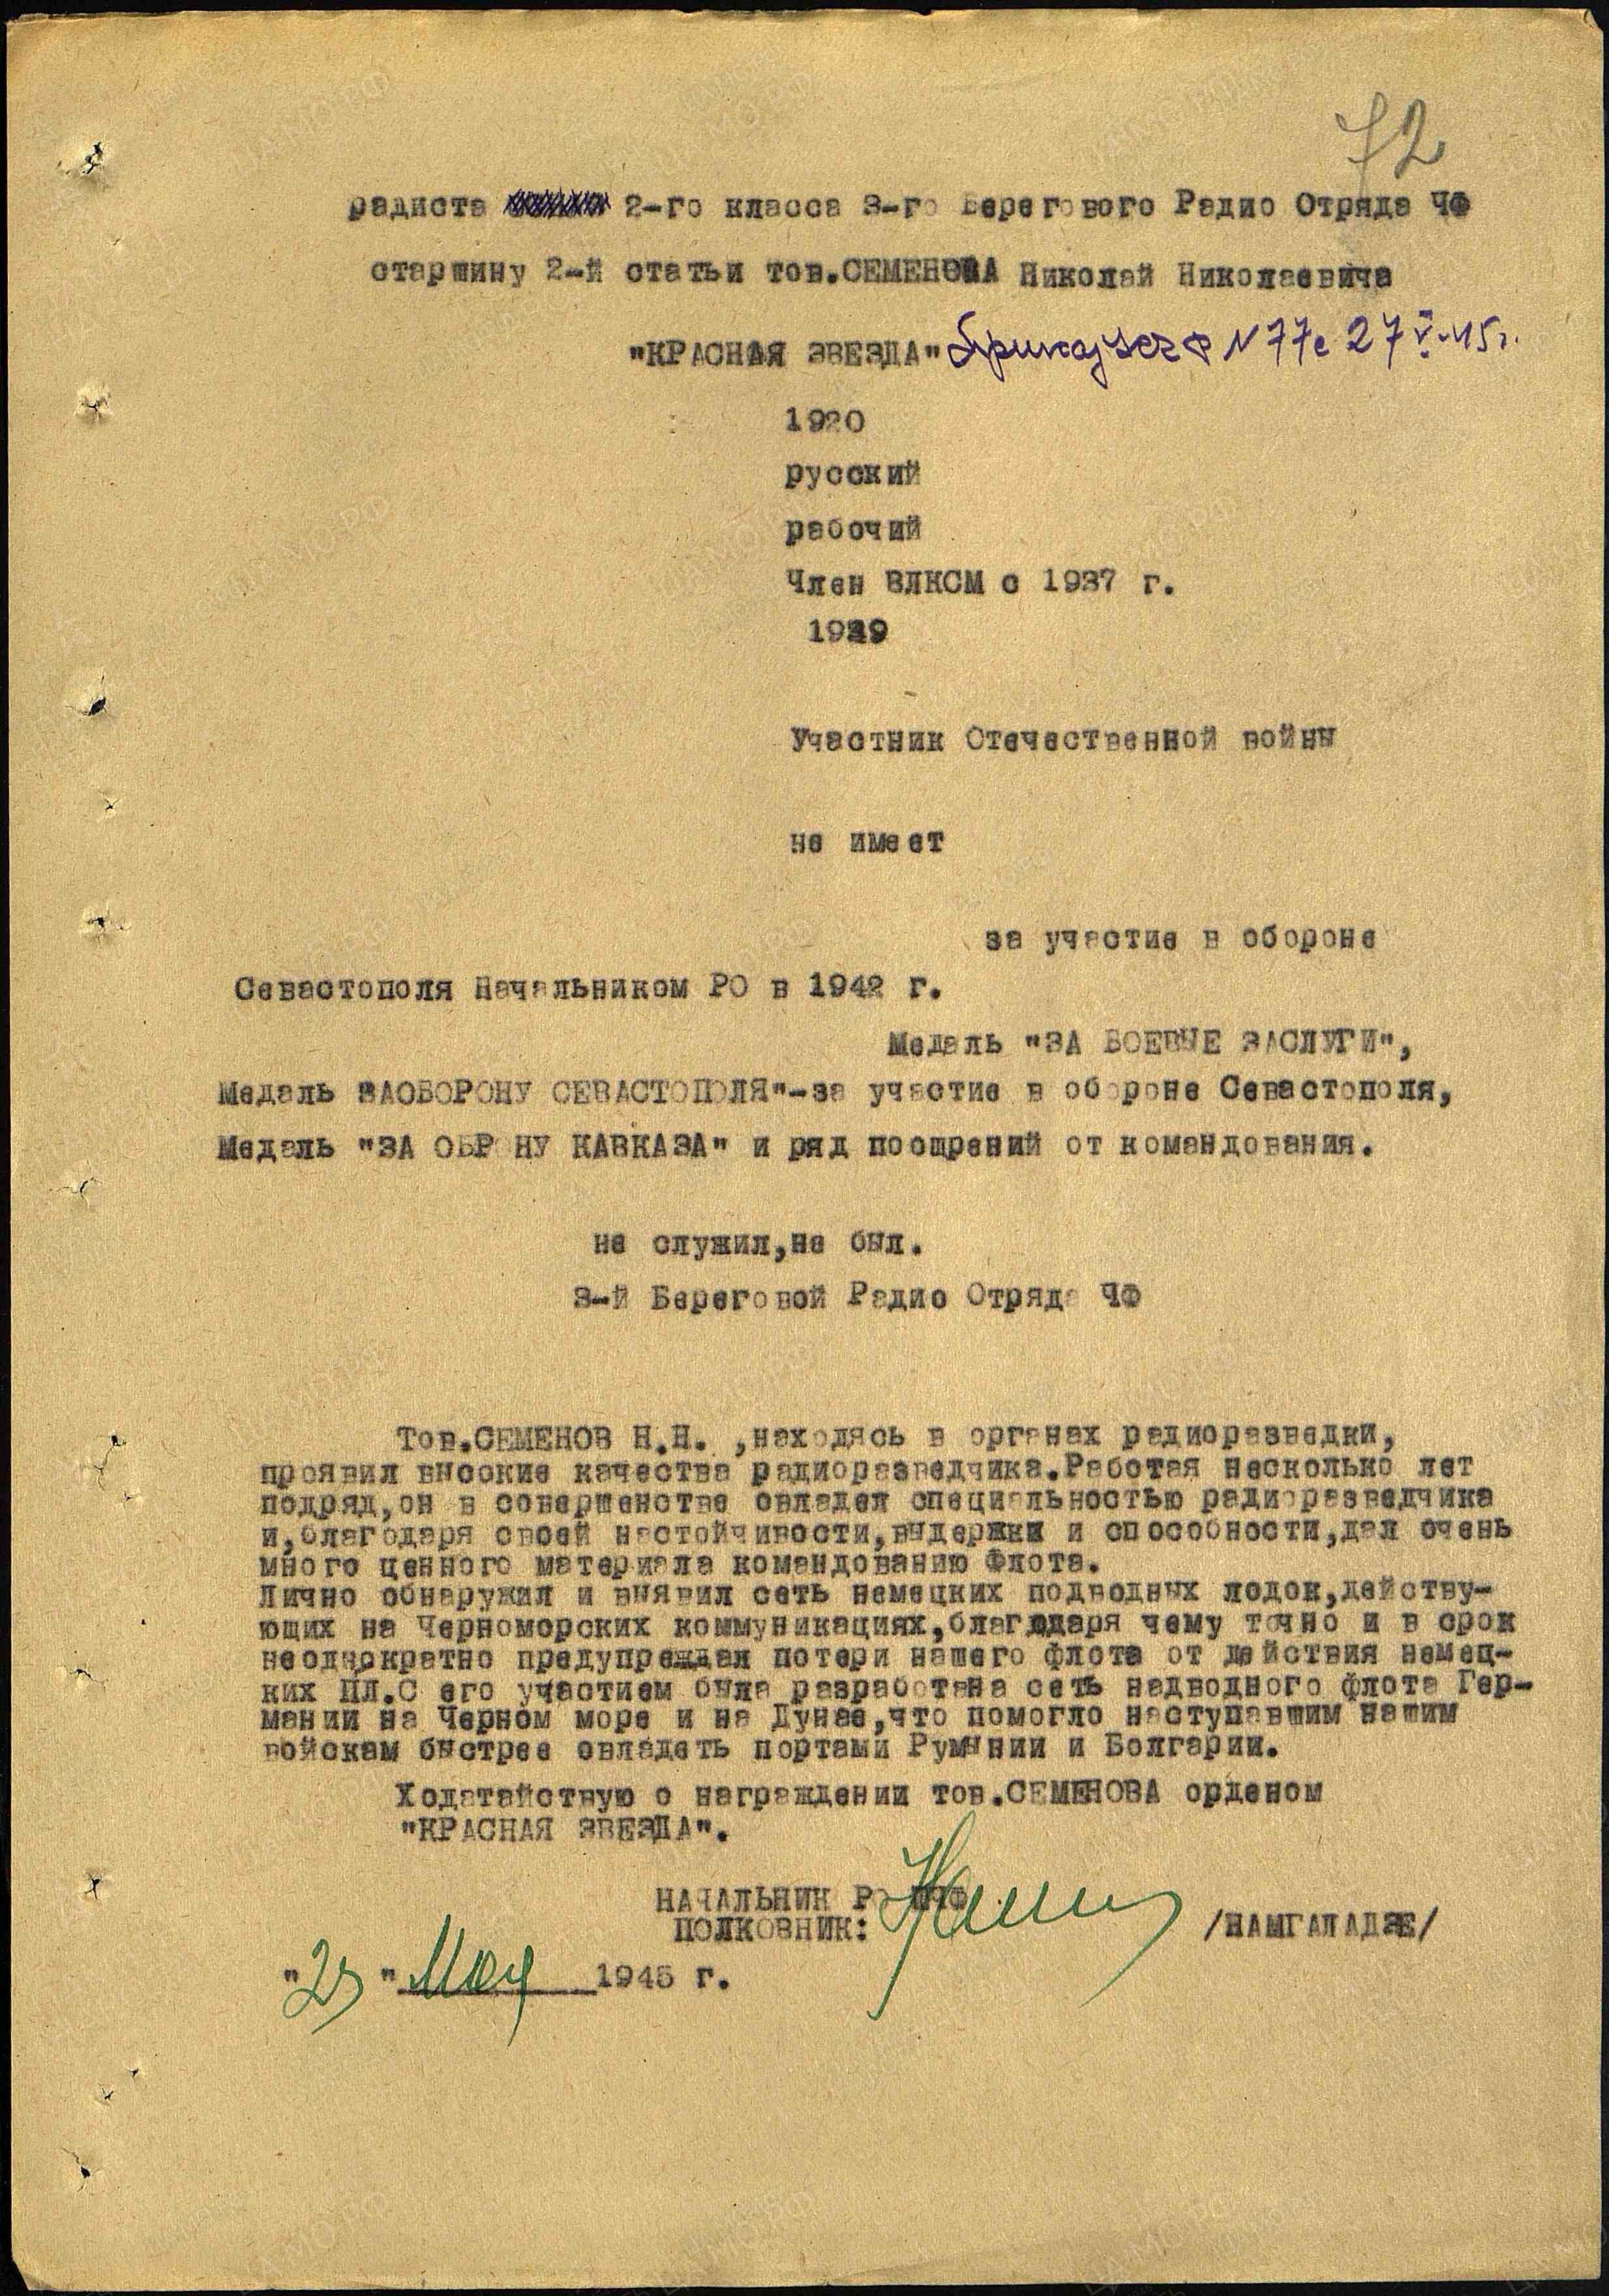 72
радиста 2-го класса 3-го Берегового Радио Отряда ЧФ
старшину 2-й статьи тов.СЕМЕНОВА Николай Николаевича
"КРАСНАЯ ЗВЕЗДА" Приказ ЧФ N 77с 27 V-45г.
1920
русский
рабочий
Член ВЛКСМ с 1937 г.
1939
Участник Отечественной войны
не имеет
за участие в обороне
Севастополя Начальником РО в 1942 г.
Медаль "ЗА БОЕВЫЕ ЗАСЛУГИ",
Медаль ЗАОБОРОНУ СЕВАСТОПОЛЯ"-за участие в обороне Севастополя,
Медаль "ЗА ОБРОНУ КАВКАЗА" и ряд поощрений от командования.
не служил,не был.
3-й Береговой Радио Отряда ЧФ
Тов.СЕМЕНОВ Н.Н. ,находясь в органах радиоразведки,
проявил высокие качества радиоразведчика.Работая несколько лет
подряд,он в совершенстве овладел специальностью радиоразведчика
и,благодаря своей настойчивости,выдержки и способности,дал очень
много ценного материала командованию Флота.
Лично обнаружил и выявил сеть немецких подводных лодок,действу-
ющих на Черноморских коммуникациях,благодаря чему точно и в срок
неоднократно предупреждал потери нашего флота от действия немец-
ких ПЛ.С его участием была разработана сеть надводного флота Гер-
мании на Черном море и на Дунае,что помогло наступавшим нашим
войскам быстрее овладеть портами Румынии и Болгарии.
Ходатайствую о награждении тов.СЕМЕНОВА орденом
"КРАСНАЯ ЗВЕЗДА".
НАЧАЛЬНИК РО ШЧФ
ПОЛКОВНИК: /НАМГАЛАДЗЕ/
"23" Мая 1945 г.